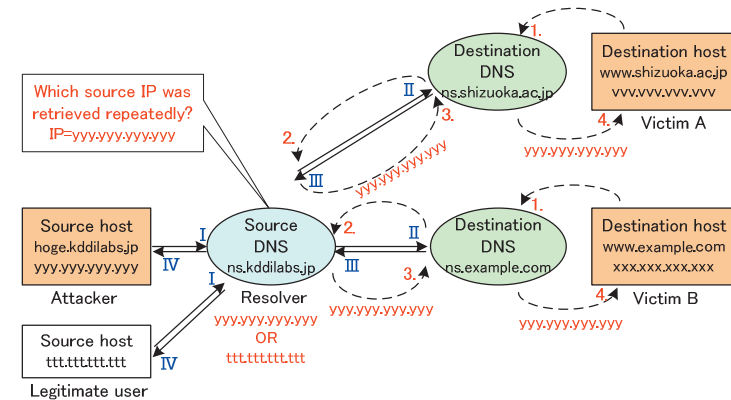 Which source IP was
retrieved repeatedly?
IP=yyy.yyy.yyy.yyy
Destination
DNS
ns.shizuoka.ac.jp
1.
4.
Destination host
www.shizuoka.ac.jp
vvv.vvv.vvv.vvv
Victim A
yyy.yyy.yyy.yyy
II
2.
3.
III
yyy.yyy.yyy.yyy
Source host
hoge.kddilabs.jp
yyy.yyy.yyy.yyy
Attacker
I
IV
I
Source
DNS
ns.kddilabs.jp
Resolver
yyy.yyy.yyy.yyy
OR
ttt.ttt.ttt.ttt
2.
II
III
3.
yyy.yyy.yyy.yyy
Destination
DNS
ns.example.com
1.
4.
yyy.yyy.yyy.yyy
Destination host
www.example.com
xxx.xxx.xxx.xxx
Victim B
Source host
ttt.ttt.ttt.ttt
IV
Legitimate user